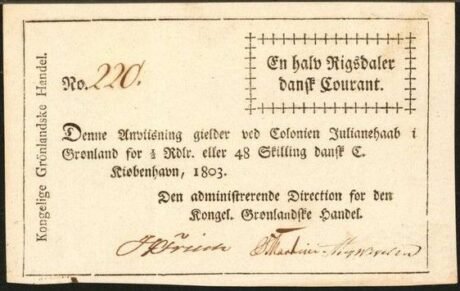 Kongelige Grönlandske Handel.
No. 220.
En halv Rigsdaler
dansk Courant.
Denne Anviisning gielder ved Colonien Julianehaab i
Grønland for ½ Rdlr. eller 48 Skilling dansk C.
Kiøbenhavn, 1803.
Den administrerende Direction for den
Kongel. Grønlandske Handel.